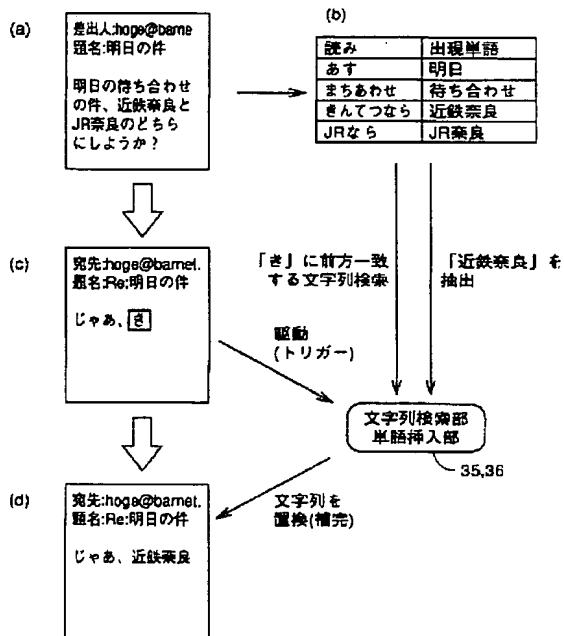 (a)
差出人:hoge@barne
題名:明日の件
明日の待ち合わせ
の件、近鉄奈良と
JR奈良のどちら
にしようか?
(b)
読み 出現単語
あす 明日
まちあわせ 待ち合わせ
きんてつなら 近鉄奈良
JRなら JR奈良
(c)
宛先:hoge@barnet.
題名:Re:明日の件
じゃあ、き
「き」に前方一致
する文字列検索
「近鉄奈良」を
抽出
駆動
(トリガー)
文字列検索部
単語挿入部
35,36
(d)
宛先:hoge@barnet.
題名:Re:明日の件
じゃあ、近鉄奈良
文字列を
置換(補完)